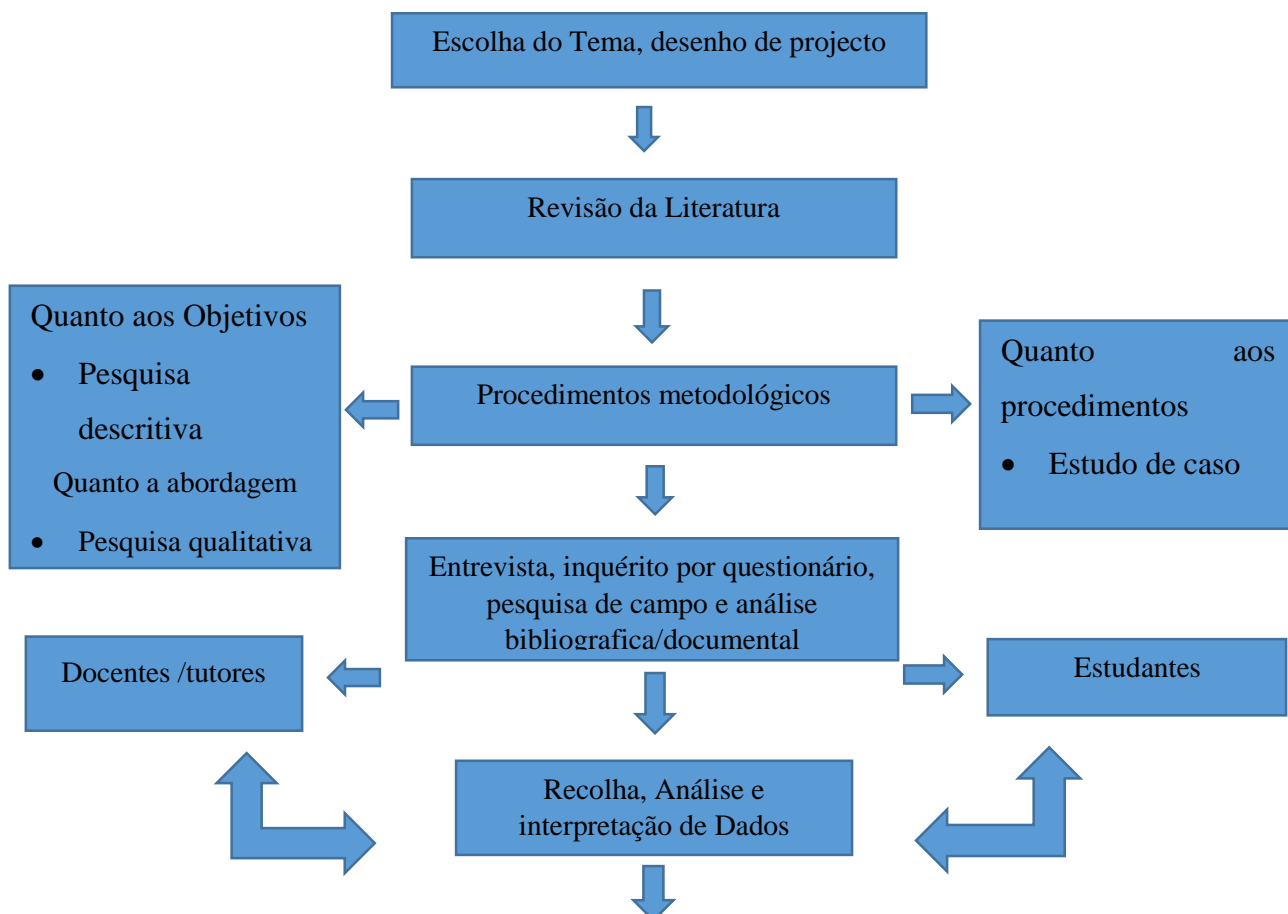 Escolha do Tema, desenho de projecto
Revisão da Literatura
Quanto aos Objetivos
• Pesquisa
descritiva
Quanto a abordagem
• Pesquisa qualitativa
Procedimentos metodológicos
Quanto aos
procedimentos
• Estudo de caso
Entrevista, inquérito por questionário,
pesquisa de campo e análise
bibliografica/documental
Docentes /tutores
Estudantes
Recolha, Análise e
interpretação de Dados